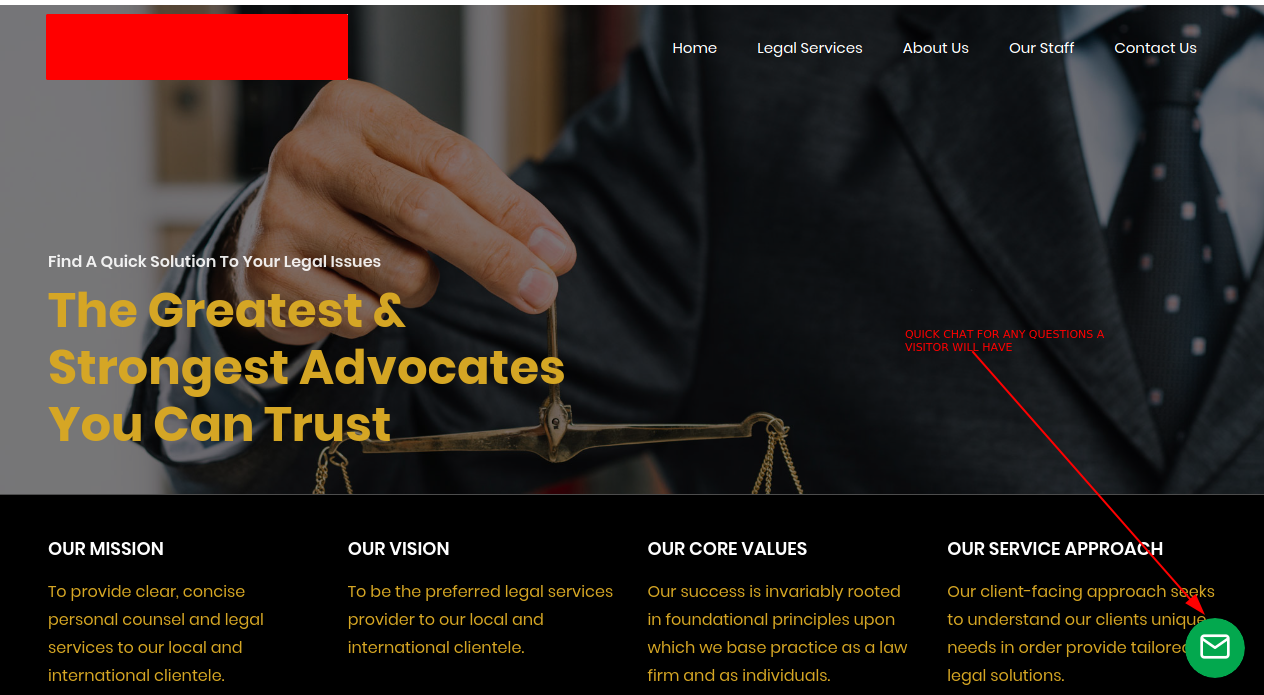 Home Legal Services About Us Our Staff Contact Us
Find A Quick Solution To Your Legal Issues
The Greatest &
Strongest Advocates
You Can Trust
QUICK CHAT FOR ANY QUESTIONS A
VISITOR WILL HAVE
OUR MISSION
To provide clear, concise
personal counsel and legal
services to our local and
international clientele.
OUR VISION
To be the preferred legal services
provider to our local and
international clientele.
OUR CORE VALUES
Our success is invariably rooted
in foundational principles upon
which we base practice as a law
firm and as individuals.
OUR SERVICE APPROACH
Our client-facing approach seeks
to understand our clients unique
needs in order provide tailored
legal solutions.